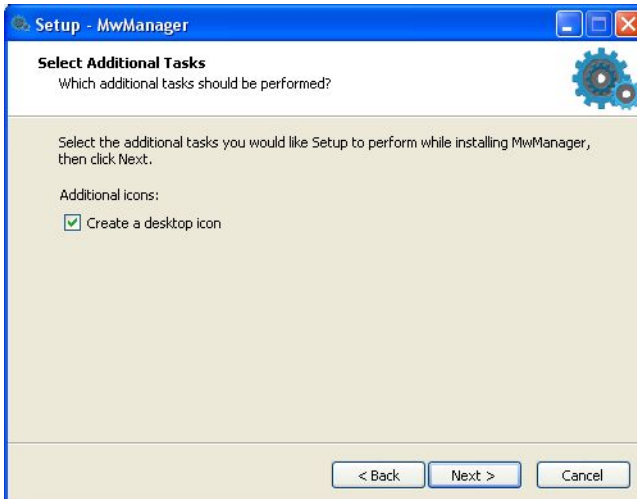 Setup - MwManager
Select Additional Tasks
Which additional tasks should be performed?
Select the additional tasks you would like Setup to perform while installing MwManager,
then click Next.
Additional icons:
Create a desktop icon
< Back
Next >
Cancel